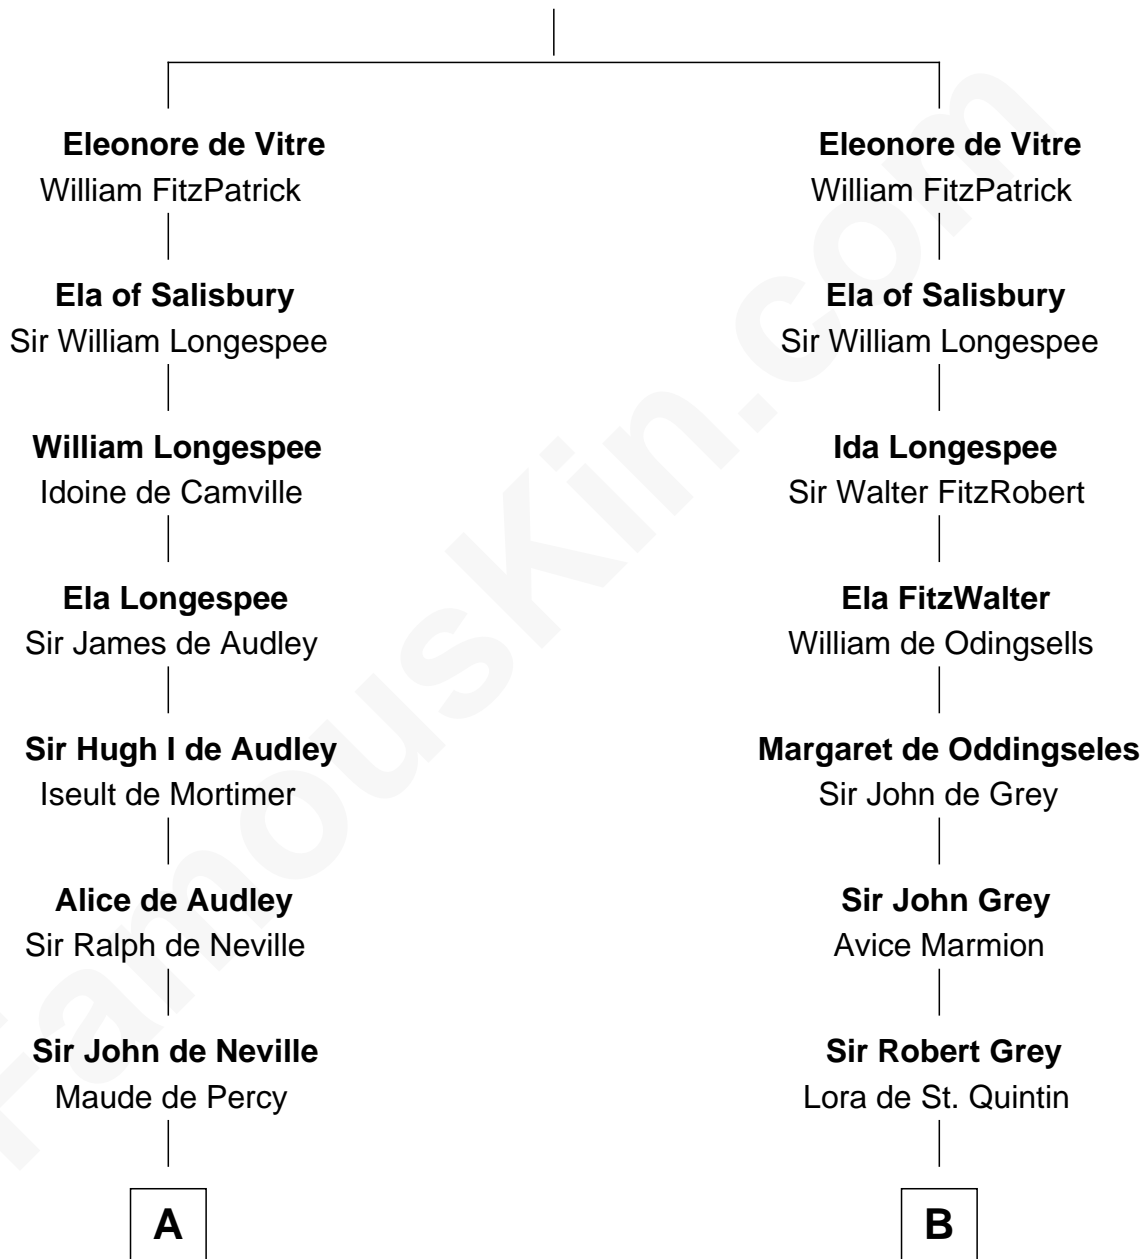 Eleonore de Vitre
William FitzPatrick
Ela of Salisbury
Sir William Longespee
William Longespee
Idoine de Camville
Ela Longespee
Sir James de Audley
Sir Hugh I de Audley
Iseult de Mortimer
Alice de Audley
Sir Ralph de Neville
Sir John de Neville
Maude de Percy
A
Eleonore de Vitre
William FitzPatrick
Ela of Salisbury
Sir William Longespee
Ida Longespee
Sir Walter FitzRobert
Ela FitzWalter
William de Odingsells
Margaret de Oddingseles
Sir John de Grey
Sir John Grey
Avice Marmion
Sir Robert Grey
Lora de St. Quintin
B
FamousKin.com